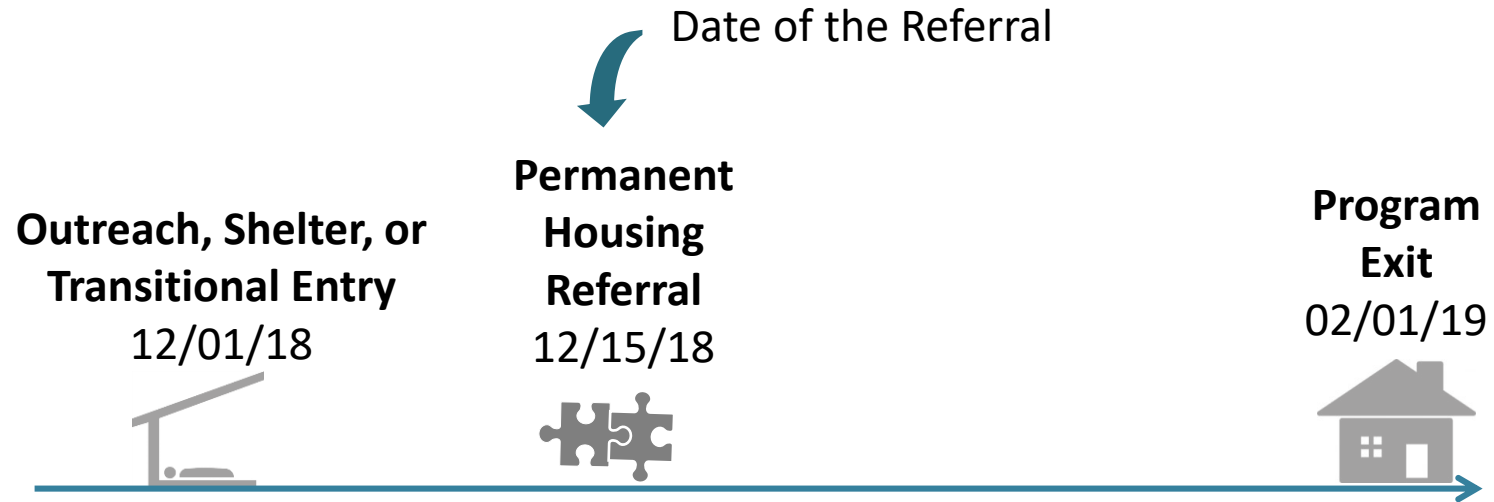 Date of the Referral
Outreach, Shelter, or
Transitional Entry
12/01/18
Permanent
Housing
Referral
12/15/18
Program
Exit
02/01/19